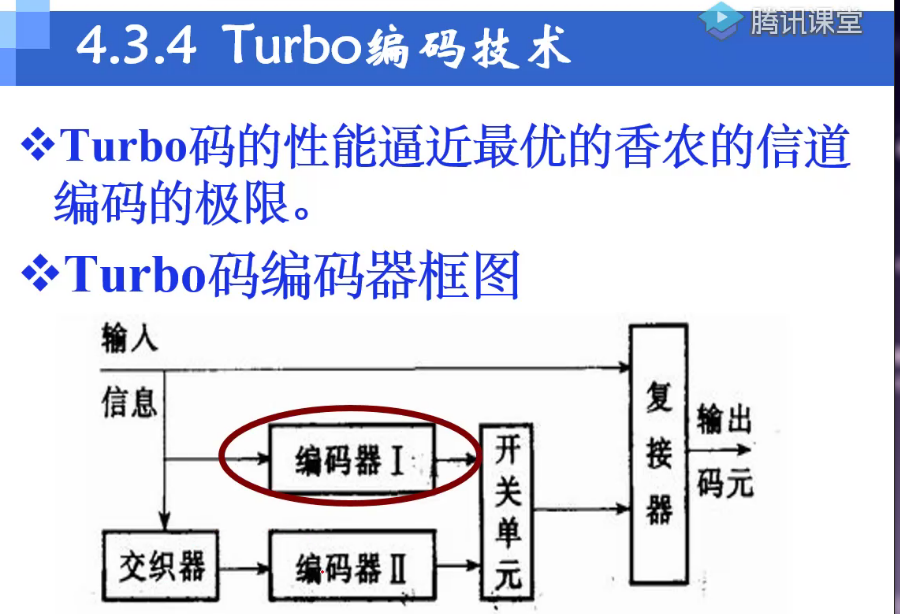 4.3.4 Turbo编码技术
腾讯课堂
❖Turbo码的性能逼近最优的香农的信道
编码的极限。
❖Turbo码编码器框图
输入
信息
编码器Ⅰ
交织器
编码器Ⅱ
开关单元
复接器
输出
码元